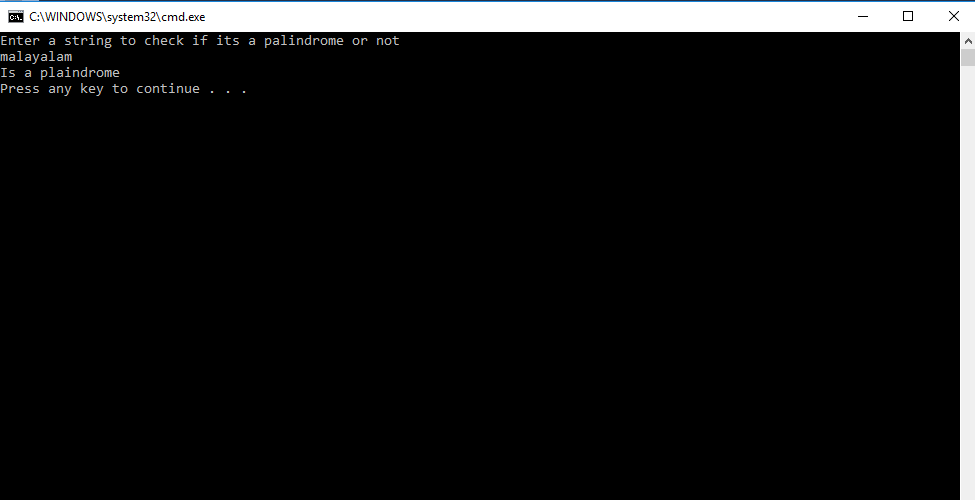 C:\WINDOWS\system32\cmd.exe
Enter a string to check if its a palindrome or not
malayalam
Is a plaindrome
Press any key to continue . . .